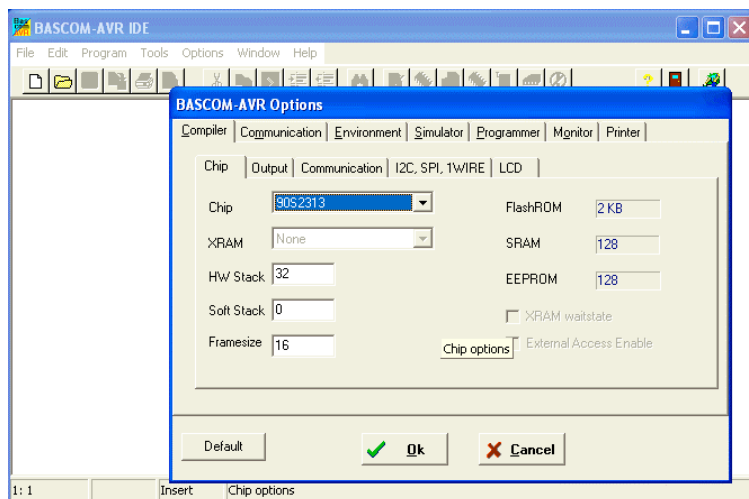 BASCOM-AVR IDE
File Edit Program Tools Options Window Help
BASCOM-AVR Options
Compiler Communication Environment Simulator Programmer Monitor Printer
Chip Output Communication I2C, SPI, 1WIRE LCD
Chip 90S2313 FlashROM 2 KB
XRAM None SRAM 128
HW Stack 32 EEPROM 128
Soft Stack 0 XRAM waitstate
Framesize 16 Chip options External Access Enable
Default Ok Cancel
1: 1 Insert Chip options